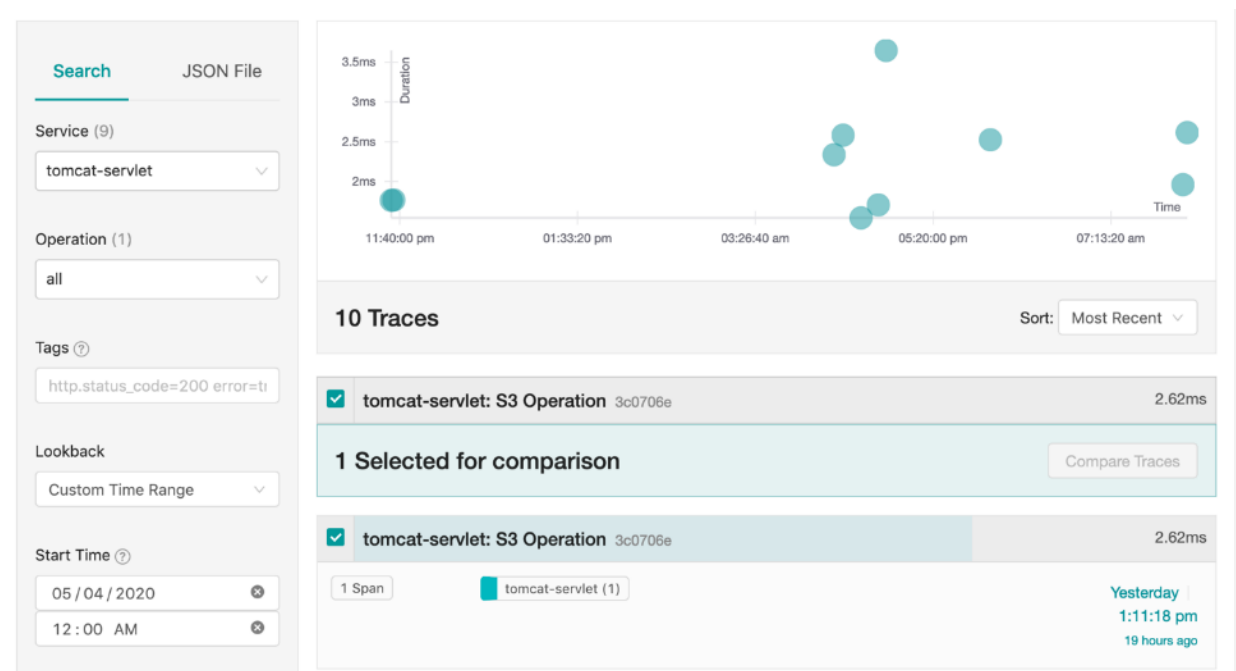 Search
JSON File
Service (9)
tomcat-servlet
Operation (1)
all
Tags ?
http.status_code=200 error=tr
Lookback
Custom Time Range
Start Time ?
05/04/2020
12:00 AM
3.5ms
3ms
2.5ms
2ms
Duration
Time
11:40:00 pm
01:33:20 pm
03:26:40 am
05:20:00 pm
07:13:20 am
10 Traces
Sort: Most Recent
tomcat-servlet: S3 Operation 3c0706e
2.62ms
1 Selected for comparison
Compare Traces
tomcat-servlet: S3 Operation 3c0706e
2.62ms
1 Span
tomcat-servlet (1)
Yesterday
1:11:18 pm
19 hours ago